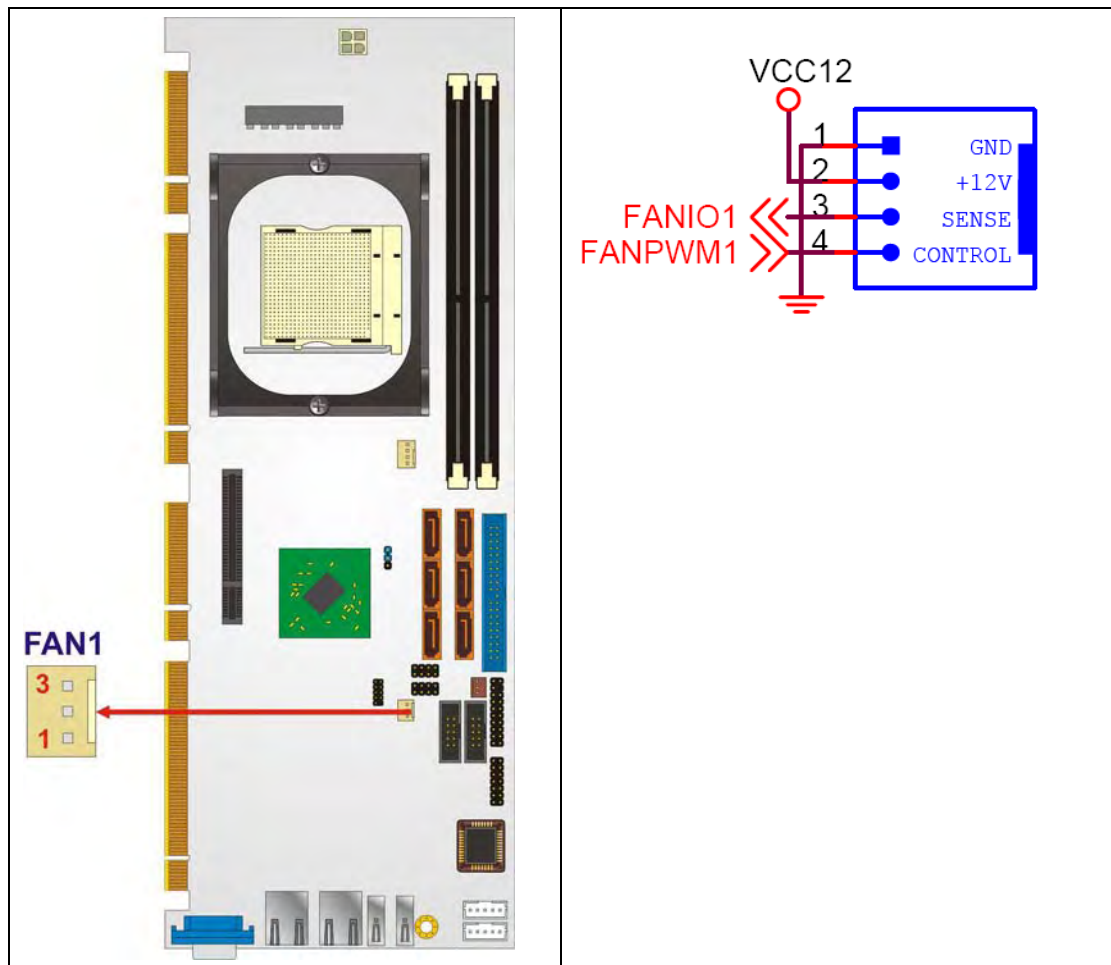 FAN1
3
1
VCC12
1
GND
2
+12V
FANIO1
3
SENSE
FANPWM1
4
CONTROL